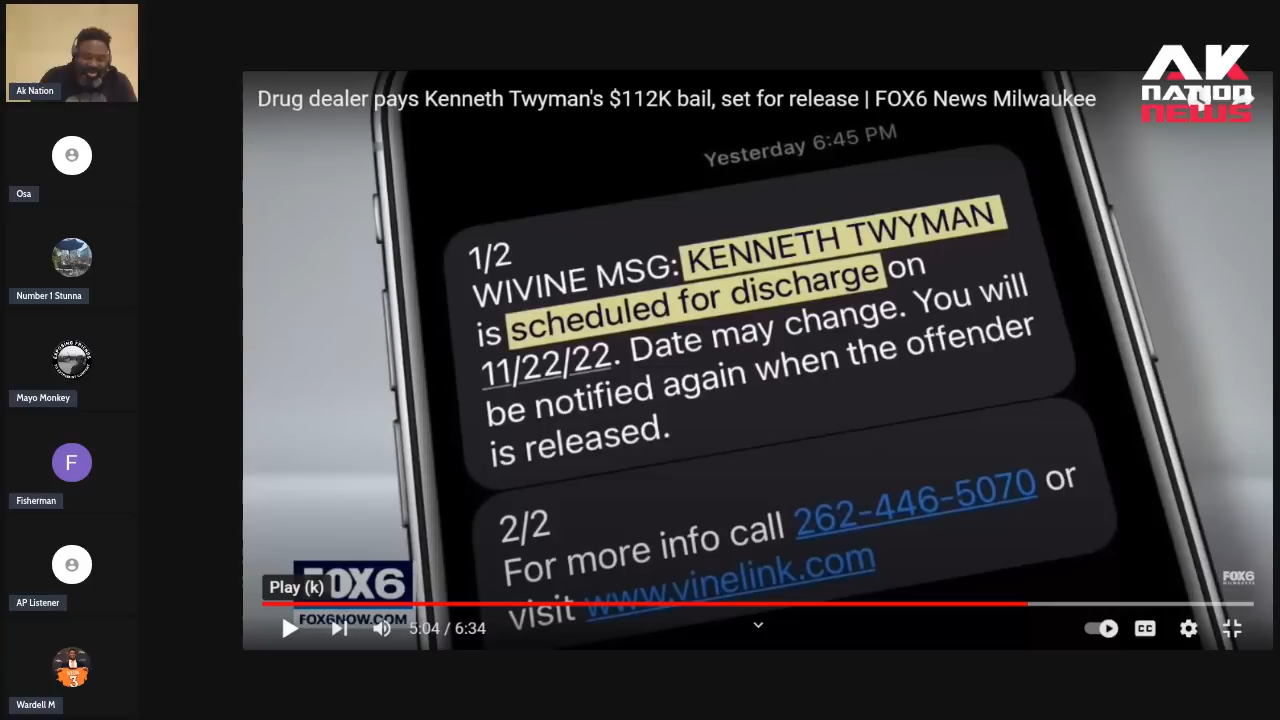 Ak Nation
Osa
Number 1 Stunna
Mayo Monkey
F
Fisherman
AP Listener
Wardell M
3
AK
NATION
NEWS
Drug dealer pays Kenneth Twyman's $112K bail, set for release | FOX6 News Milwaukee
Yesterday 6:45 PM
1/2
WIVINE MSG: KENNETH TWYMAN
is scheduled for discharge on
11/22/22. Date may change. You will
be notified again when the offender
is released.
2/2
For more info call 262-446-5070 or
visit www.vinelink.com
Play (k)
FOX6
FOX6NOW.COM
5:04 / 6:34
CC
FOX6
MILWAUKEE